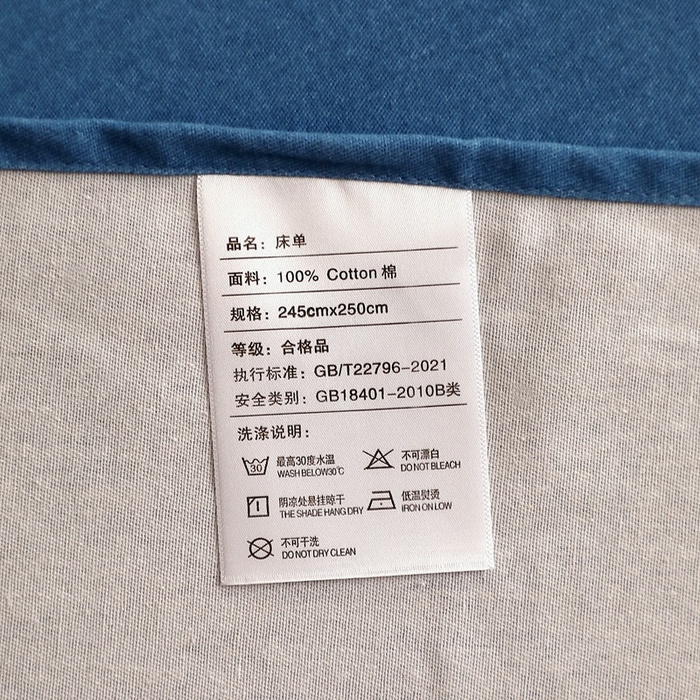 品名：床单
面料：100% Cotton 棉
规格：245cmx250cm
等级：合格品
执行标准：GB/T22796-2021
安全类别：GB18401-2010B类
洗涤说明：
30 最高30度水温 不可漂白
WASH BELOW30℃ DO NOT BLEACH
阴凉处悬挂晾干 低温熨烫
THE SHADE HANG DRY IRON ON LOW
不可干洗
DO NOT DRY CLEAN